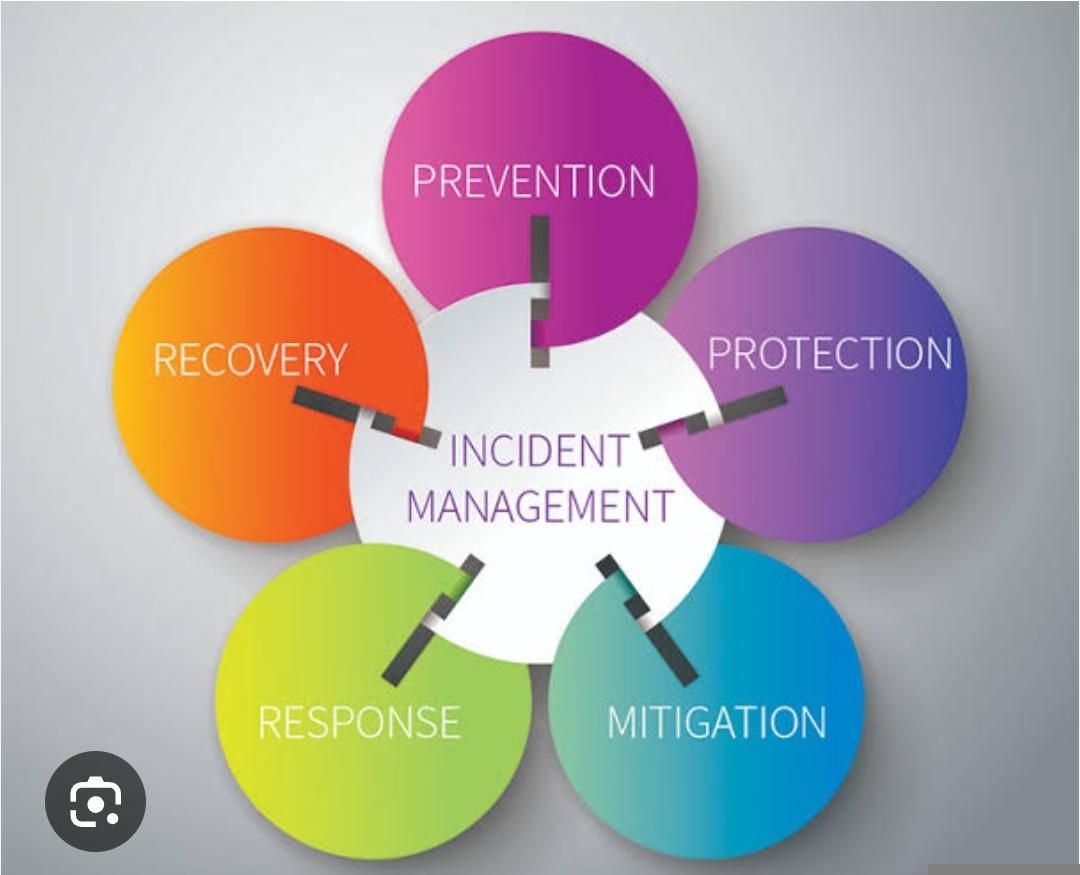 PREVENTION
PROTECTION
RECOVERY
INCIDENT
MANAGEMENT
RESPONSE
MITIGATION